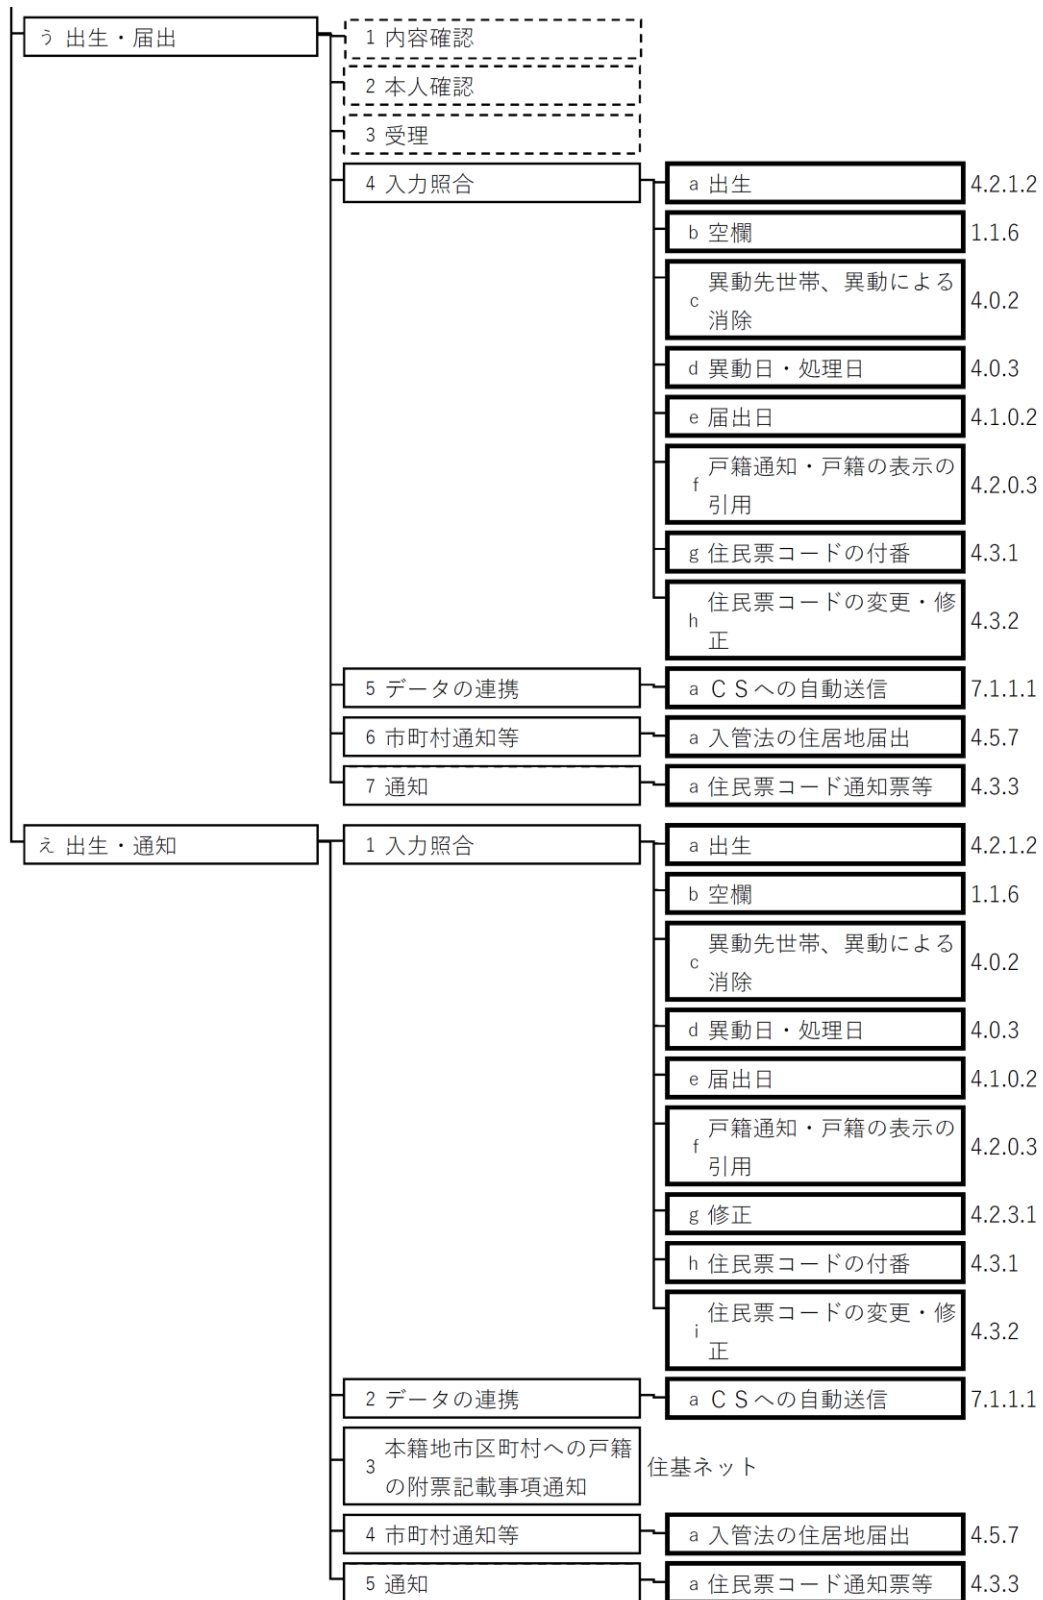 う 出生・届出
1 内容確認
2 本人確認
3 受理
4 入力照合
a 出生 4.2.1.2
b 空欄 1.1.6
c 異動先世帯、異動による
消除 4.0.2
d 異動日・処理日 4.0.3
e 届出日 4.1.0.2
f 戸籍通知・戸籍の表示の
引用 4.2.0.3
g 住民票コードの付番 4.3.1
h 住民票コードの変更・修
正 4.3.2
5 データの連携
a ＣＳへの自動送信 7.1.1.1
6 市町村通知等
a 入管法の住居地届出 4.5.7
7 通知
a 住民票コード通知票等 4.3.3
え 出生・通知
1 入力照合
a 出生 4.2.1.2
b 空欄 1.1.6
c 異動先世帯、異動による
消除 4.0.2
d 異動日・処理日 4.0.3
e 届出日 4.1.0.2
f 戸籍通知・戸籍の表示の
引用 4.2.0.3
g 修正 4.2.3.1
h 住民票コードの付番 4.3.1
i 住民票コードの変更・修
正 4.3.2
2 データの連携
a ＣＳへの自動送信 7.1.1.1
3 本籍地市区町村への戸籍
の附票記載事項通知
住基ネット
4 市町村通知等
a 入管法の住居地届出 4.5.7
5 通知
a 住民票コード通知票等 4.3.3